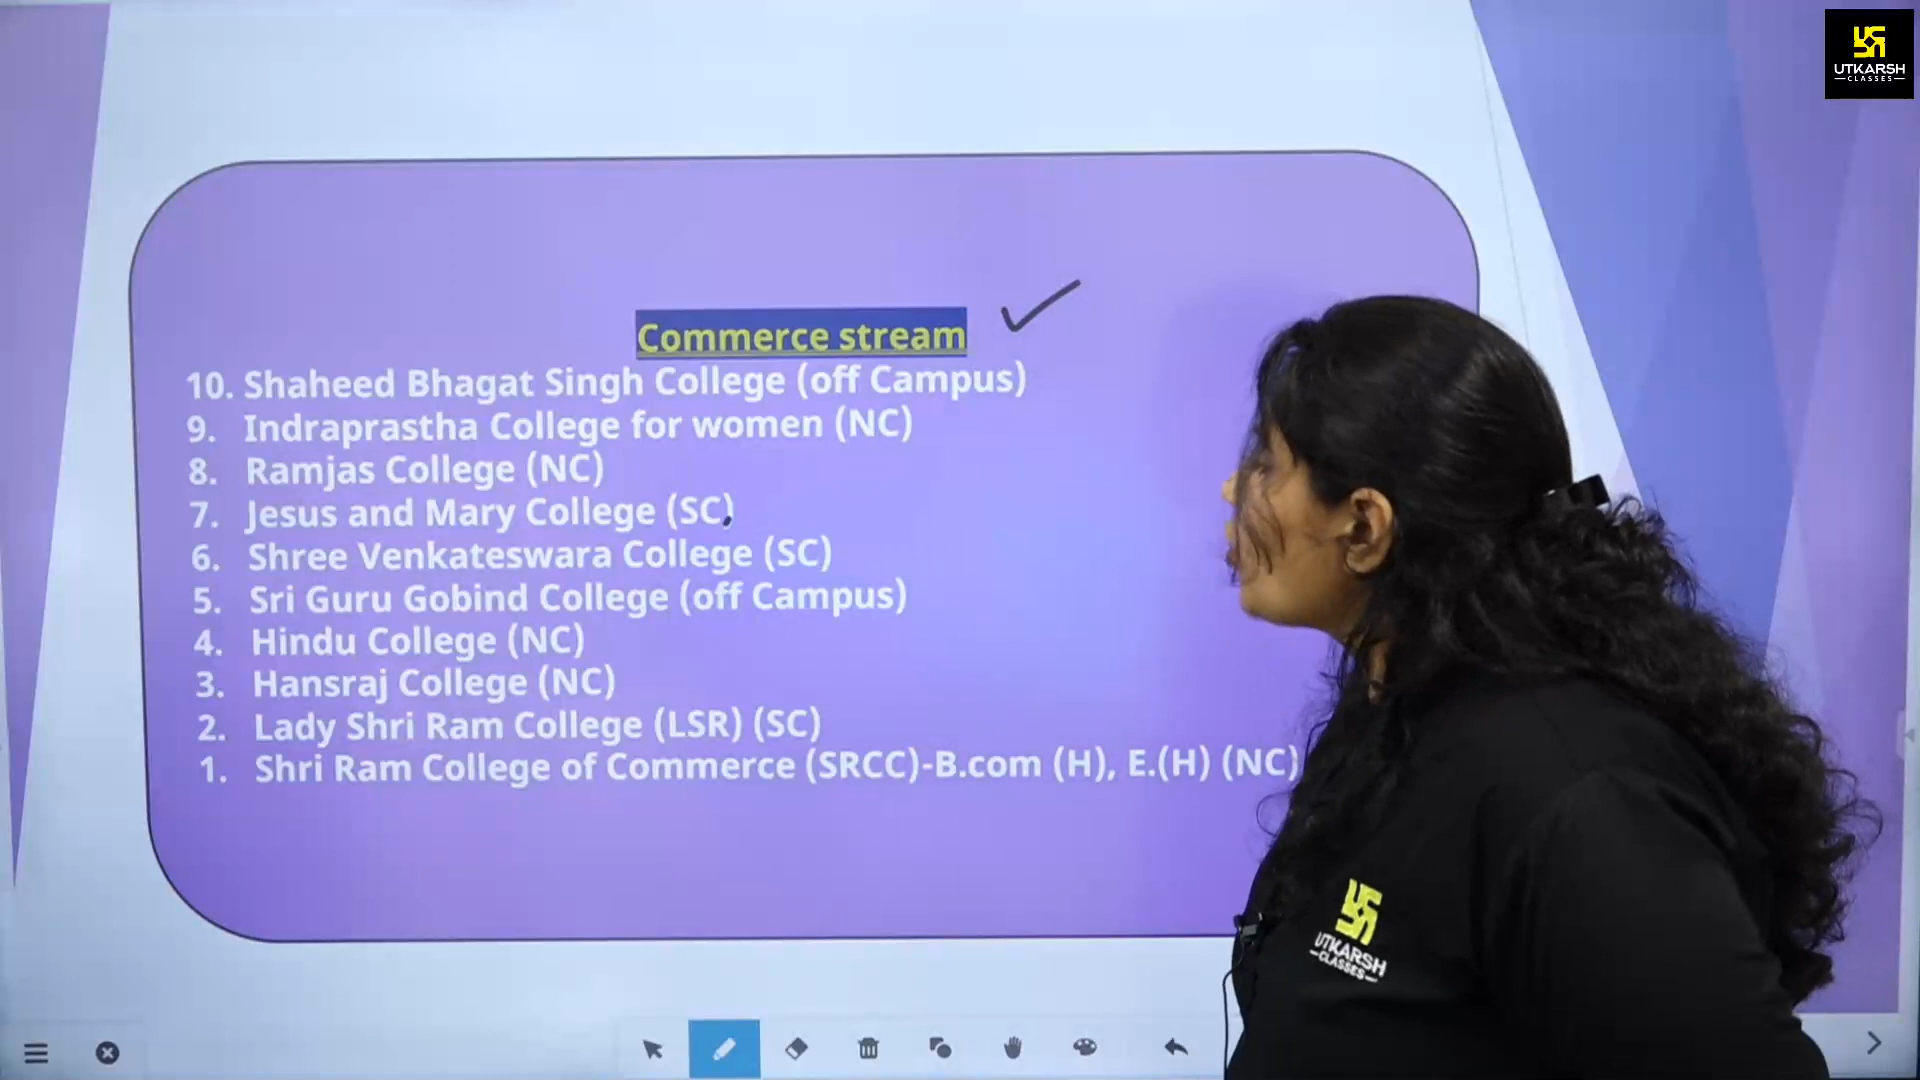 UTKARSH
CLASSES
Commerce stream
10. Shaheed Bhagat Singh College (off Campus)
9. Indraprastha College for women (NC)
8. Ramjas College (NC)
7. Jesus and Mary College (SC)
6. Shree Venkateswara College (SC)
5. Sri Guru Gobind College (off Campus)
4. Hindu College (NC)
3. Hansraj College (NC)
2. Lady Shri Ram College (LSR) (SC)
1. Shri Ram College of Commerce (SRCC)-B.com (H), E.(H) (NC)
UTKARSH
CLASSES